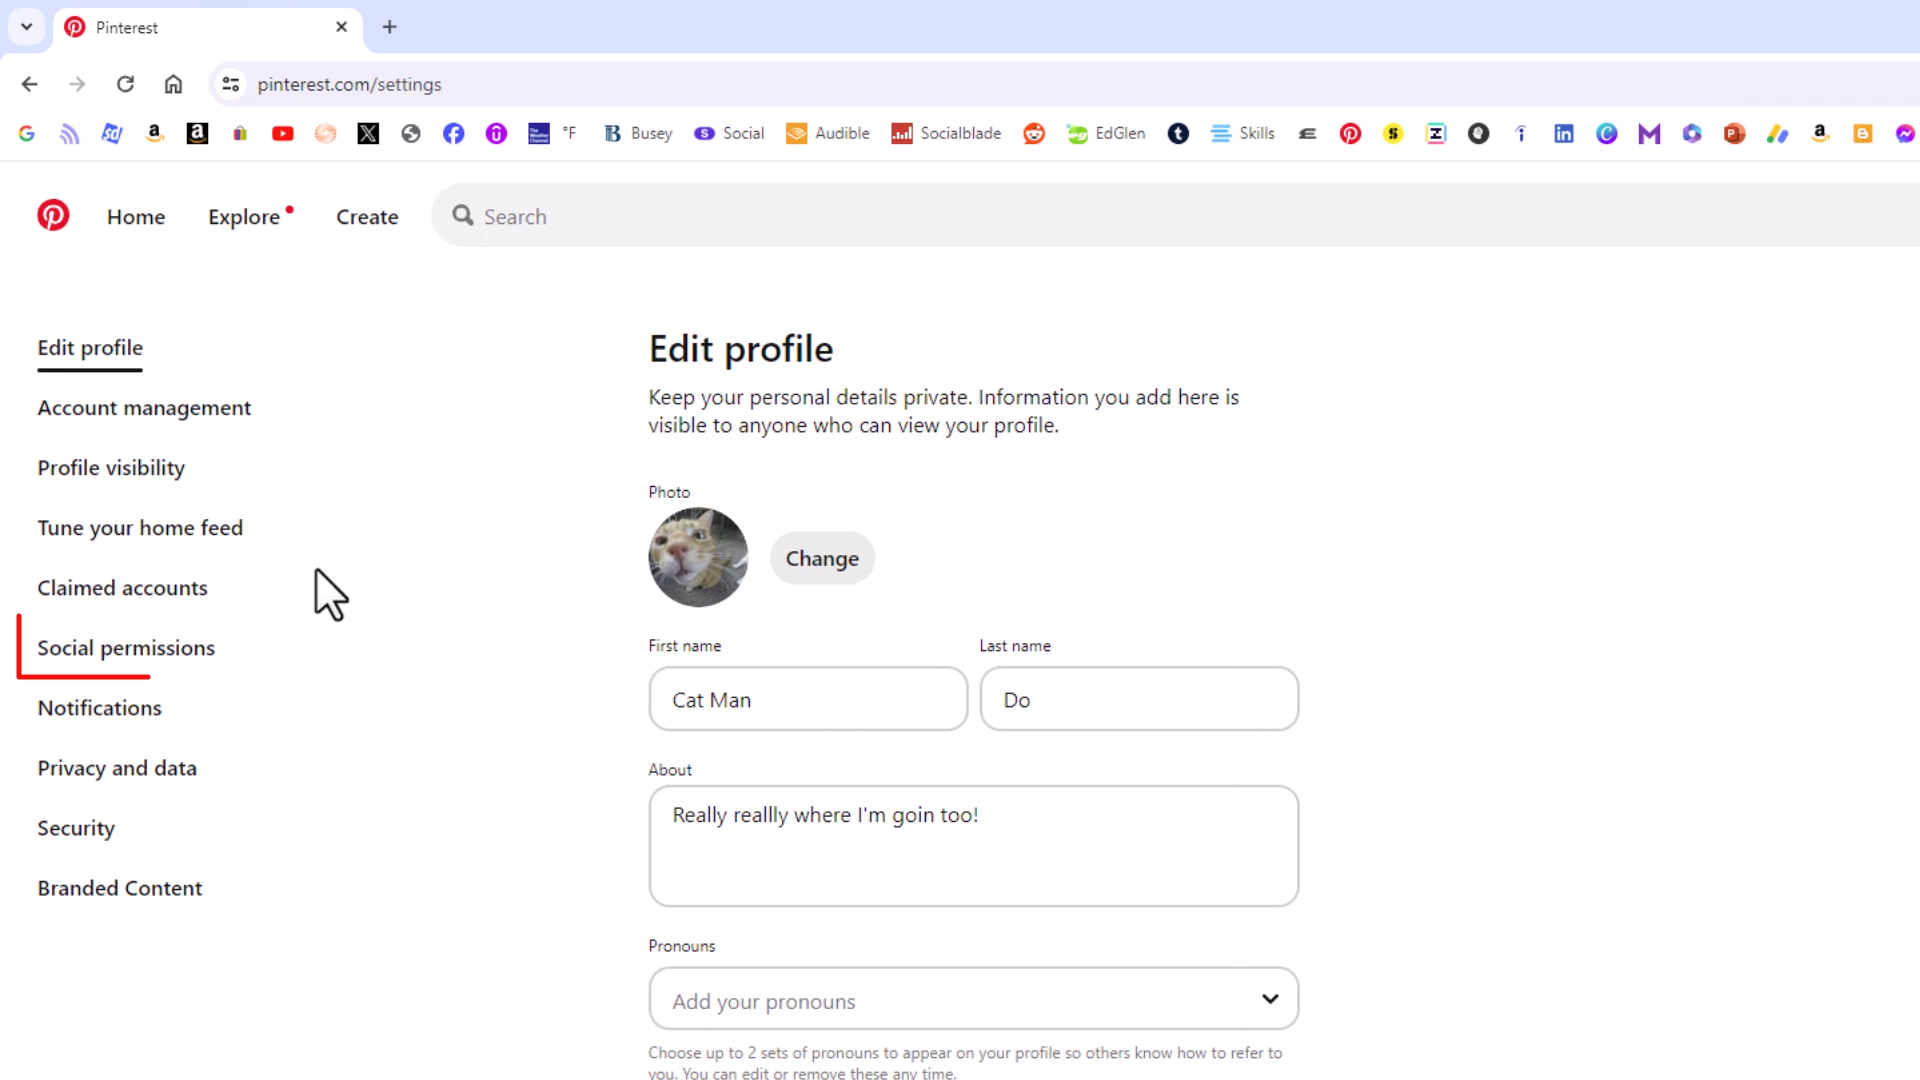 Pinterest
pinterest.com/settings
°F Busey Social Audible Socialblade EdGlen Skills
Home Explore Create Search
Edit profile
Account management
Profile visibility
Tune your home feed
Claimed accounts
Social permissions
Notifications
Privacy and data
Security
Branded Content
Edit profile
Keep your personal details private. Information you add here is
visible to anyone who can view your profile.
Photo
Change
First name Last name
Cat Man Do
About
Really reallly where I'm goin too!
Pronouns
Add your pronouns
Choose up to 2 sets of pronouns to appear on your profile so others know how to refer to
you. You can edit or remove these any time.